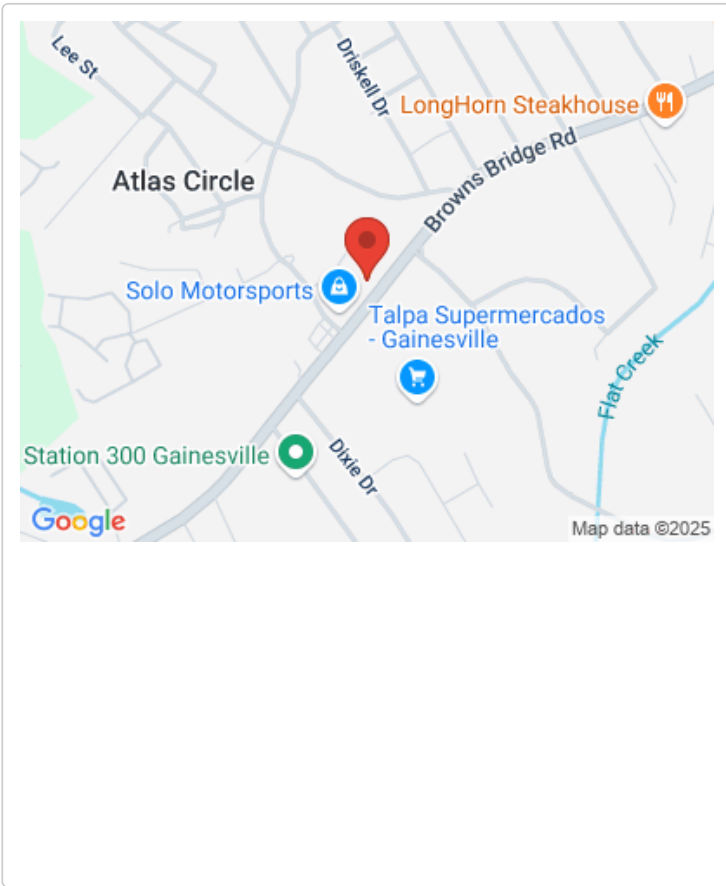 Lee St
Driskell Dr
LongHorn Steakhouse
Browns Bridge Rd
Atlas Circle
Solo Motorsports
Talpa Supermercados
- Gainesville
Flat Creek
Station 300 Gainesville
Dixie Dr
Google
Map data ©2025